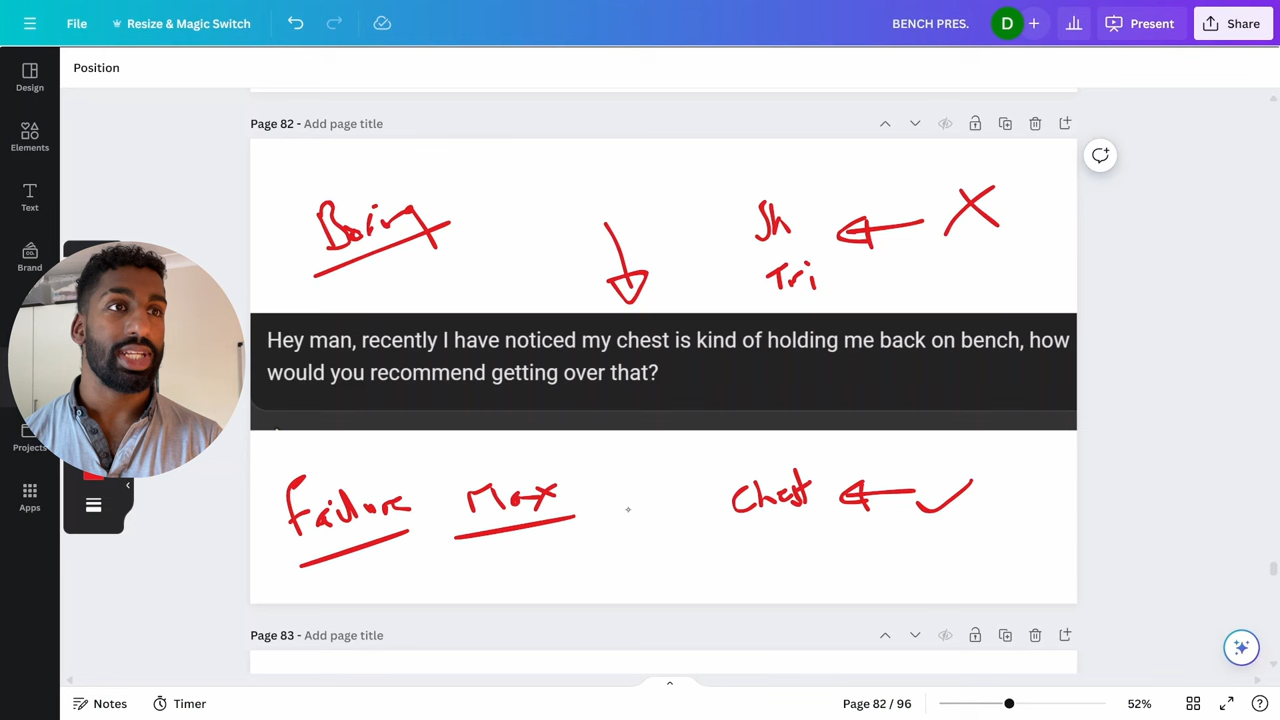 File
Resize & Magic Switch
BENCH PRES.
D
Present
Share
Position
Design
Elements
Text
Brand
Projects
Apps
Page 82 - Add page title
Boring
Sh
Tri
Hey man, recently I have noticed my chest is kind of holding me back on bench, how
would you recommend getting over that?
Failure Max
Chest
Page 83 - Add page title
Notes
Timer
Page 82 / 96
52%